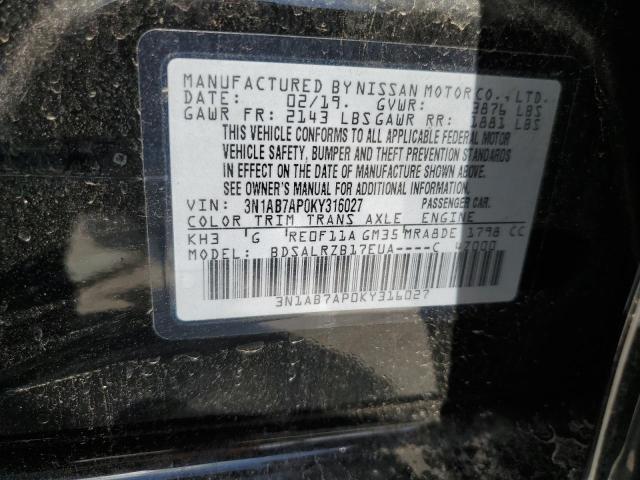 MANUFACTURED BY NISSAN MOTOR CO., LTD.
DATE: 02/19. GVWR: 3876 LBS
GAWR FR: 2143 LBS GAWR RR: 1881 LBS
THIS VEHICLE CONFORMS TO ALL APPLICABLE FEDERAL MOTOR
VEHICLE SAFETY, BUMPER AND THEFT PREVENTION STANDARDS
IN EFFECT ON THE DATE OF MANUFACTURE SHOWN ABOVE.
SEE OWNER'S MANUAL FOR ADDITIONAL INFORMATION.
VIN: 3N1AB7AP0KY316027 PASSENGER CAR.
COLOR TRIM TRANS AXLE ENGINE
KH3 G RE0F11A GM35 MRA8DE 1798 CC
MODEL: BDSALRZB17EUA----C 42000
3N1AB7AP0KY316027